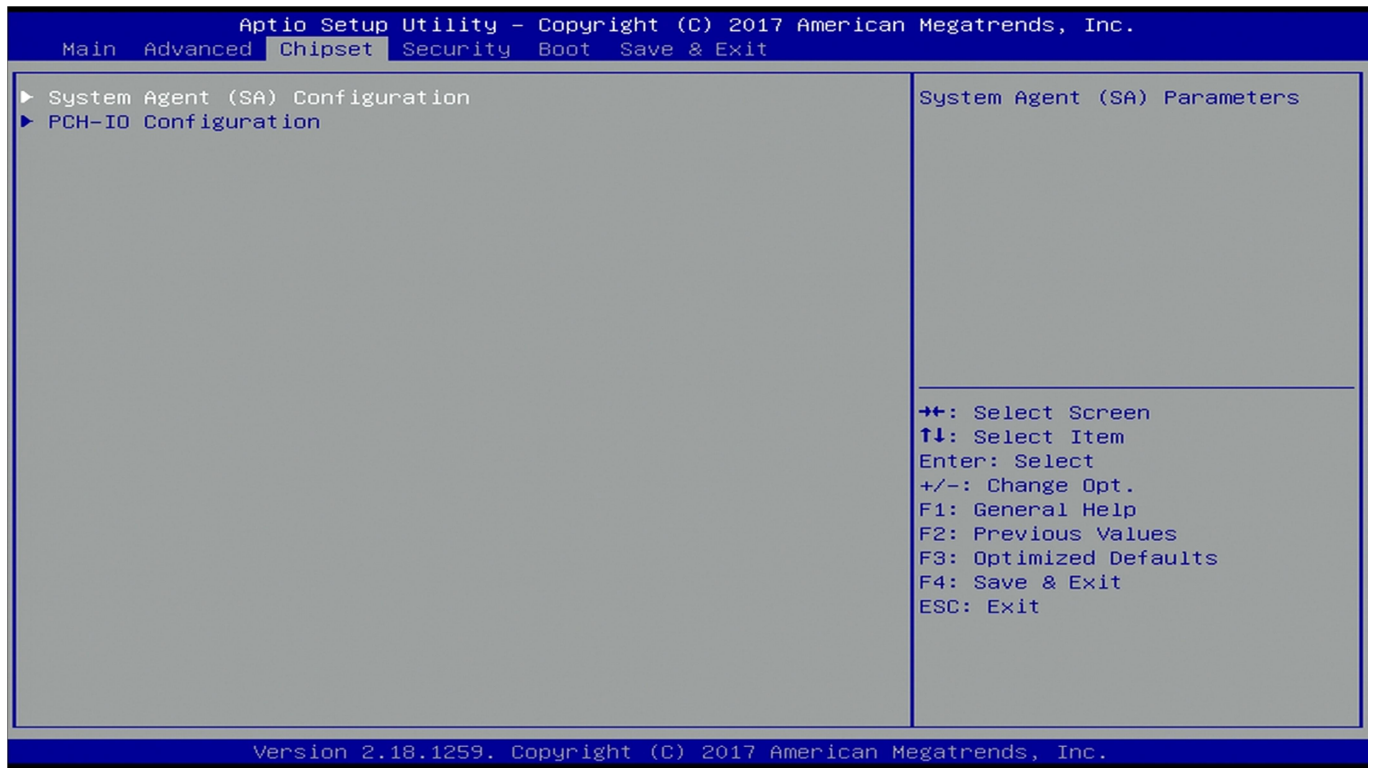 Aptio Setup Utility – Copyright (C) 2017 American Megatrends, Inc.
Main Advanced Chipset Security Boot Save & Exit
► System Agent (SA) Configuration
► PCH-IO Configuration
System Agent (SA) Parameters
→←: Select Screen
↑↓: Select Item
Enter: Select
+/-: Change Opt.
F1: General Help
F2: Previous Values
F3: Optimized Defaults
F4: Save & Exit
ESC: Exit
Version 2.18.1259. Copyright (C) 2017 American Megatrends, Inc.